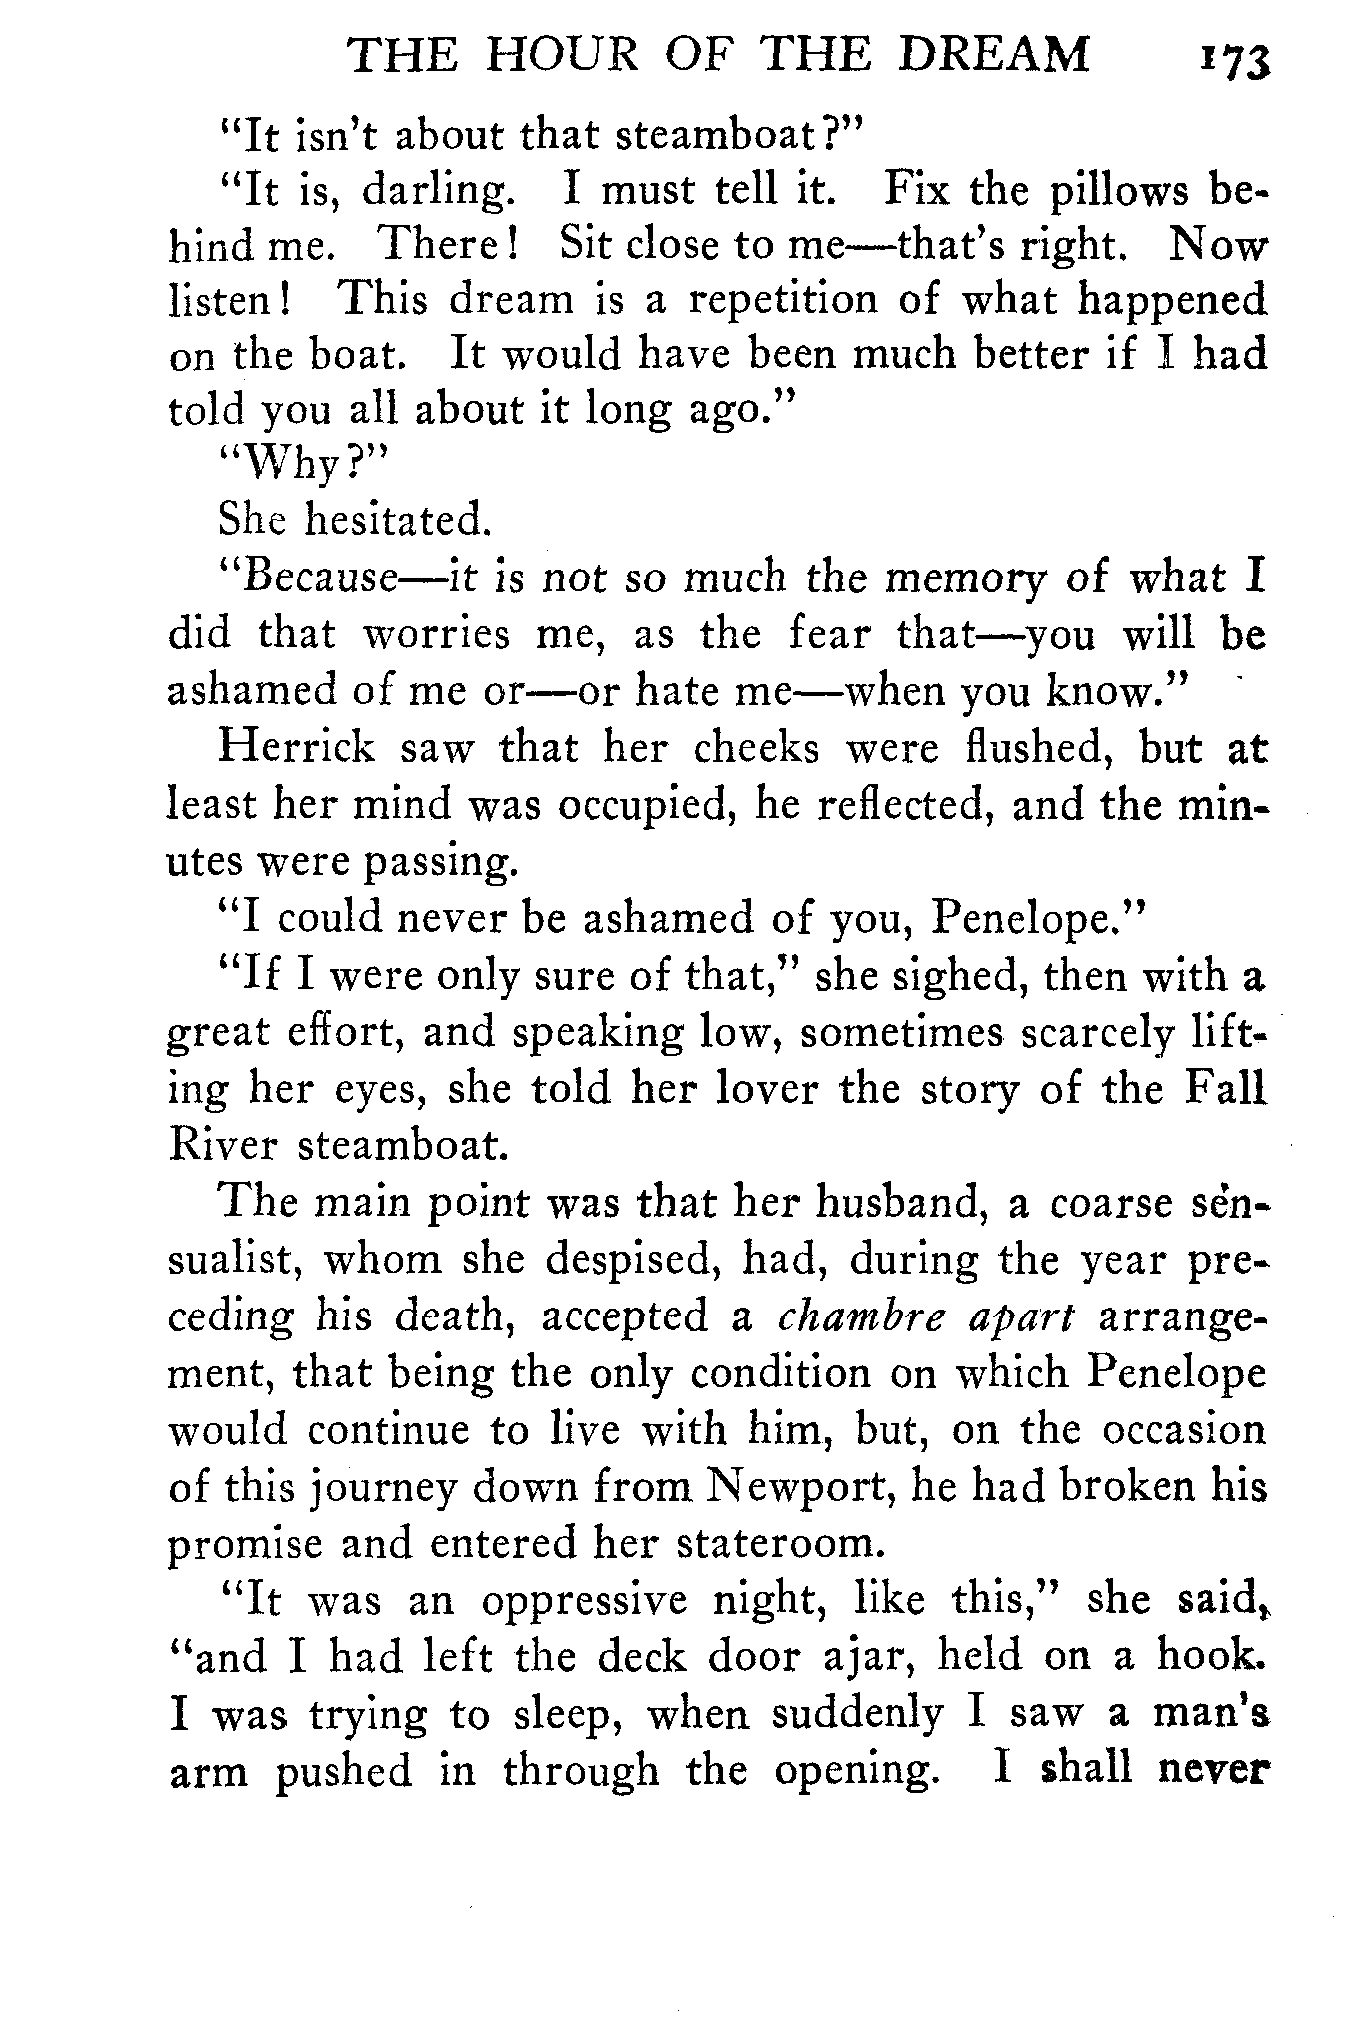 THE HOUR OF THE DREAM 173
"It isn't about that steamboat?"
"It is, darling. I must tell it. Fix the pillows be-
hind me. There! Sit close to me—that's right. Now
listen! This dream is a repetition of what happened
on the boat. It would have been much better if I had
told you all about it long ago."
"Why?"
She hesitated.
"Because—it is not so much the memory of what I
did that worries me, as the fear that—you will be
ashamed of me or—or hate me—when you know."
Herrick saw that her cheeks were flushed, but at
least her mind was occupied, he reflected, and the min-
utes were passing.
"I could never be ashamed of you, Penelope."
"If I were only sure of that," she sighed, then with a
great effort, and speaking low, sometimes scarcely lift-
ing her eyes, she told her lover the story of the Fall
River steamboat.
The main point was that her husband, a coarse sen-
sualist, whom she despised, had, during the year pre-
ceding his death, accepted a chambre apart arrange-
ment, that being the only condition on which Penelope
would continue to live with him, but, on the occasion
of this journey down from Newport, he had broken his
promise and entered her stateroom.
"It was an oppressive night, like this," she said,
"and I had left the deck door ajar, held on a hook.
I was trying to sleep, when suddenly I saw a man's
arm pushed in through the opening. I shall never